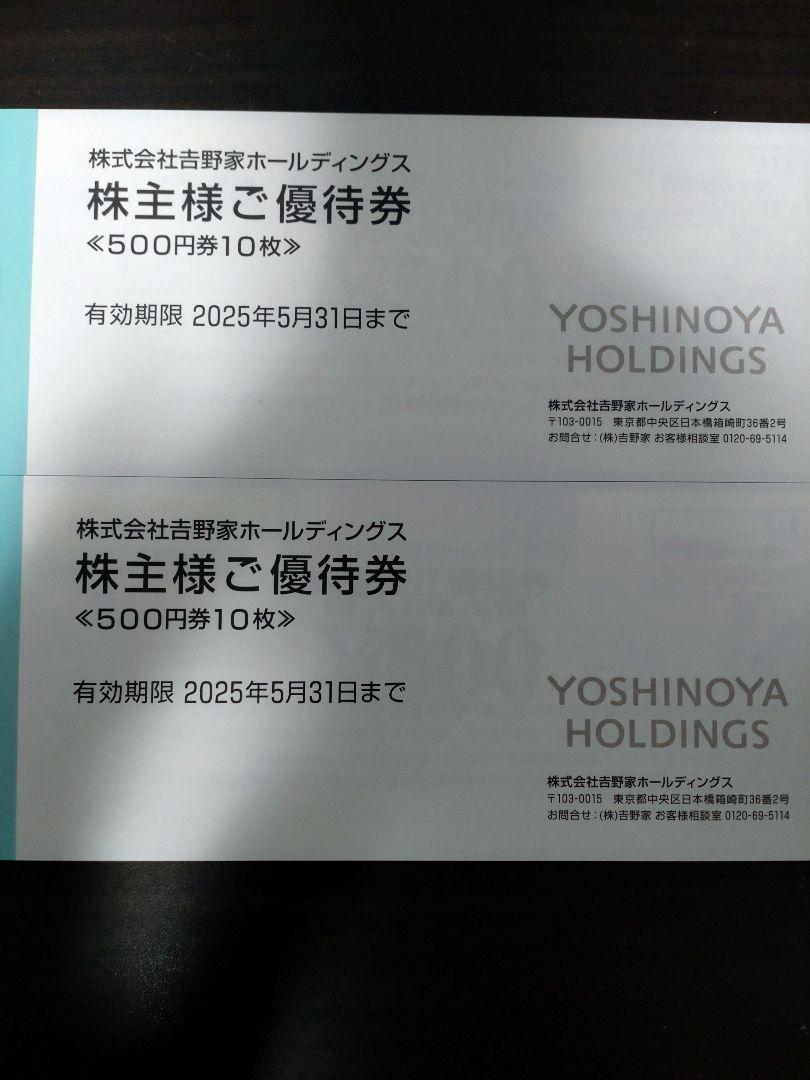 株式会社𠮷野家ホールディングス
株主様ご優待券
≪500円券10枚≫
有効期限 2025年5月31日まで
YOSHINOYA
HOLDINGS
株式会社𠮷野家ホールディングス
〒103-0015 東京都中央区日本橋箱崎町36番2号
お問合せ：(株)𠮷野家 お客様相談室 0120-69-5114
株式会社𠮷野家ホールディングス
株主様ご優待券
≪500円券10枚≫
有効期限 2025年5月31日まで
YOSHINOYA
HOLDINGS
株式会社𠮷野家ホールディングス
〒103-0015 東京都中央区日本橋箱崎町36番2号
お問合せ：(株)𠮷野家 お客様相談室 0120-69-5114